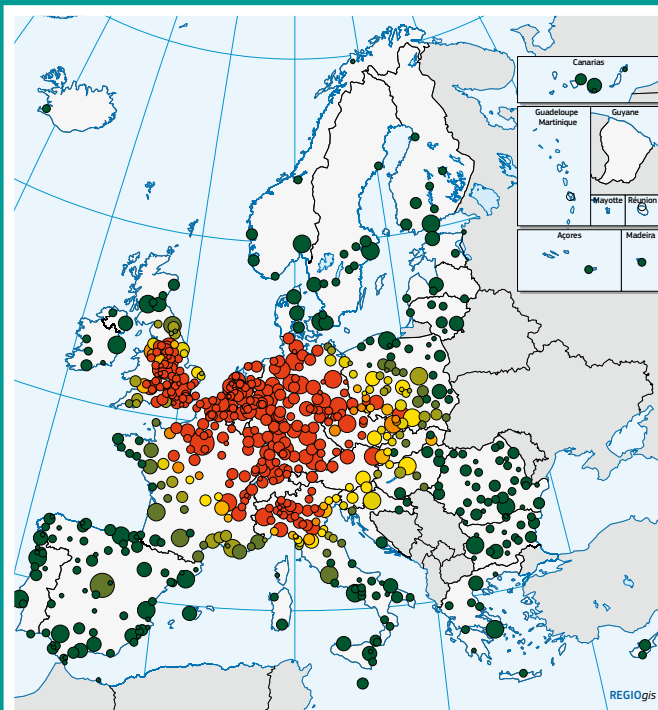 Canarias
Guadeloupe
Martinique
Guyane
Mayotte
Réunion
Açores
Madeira
REGIOgis